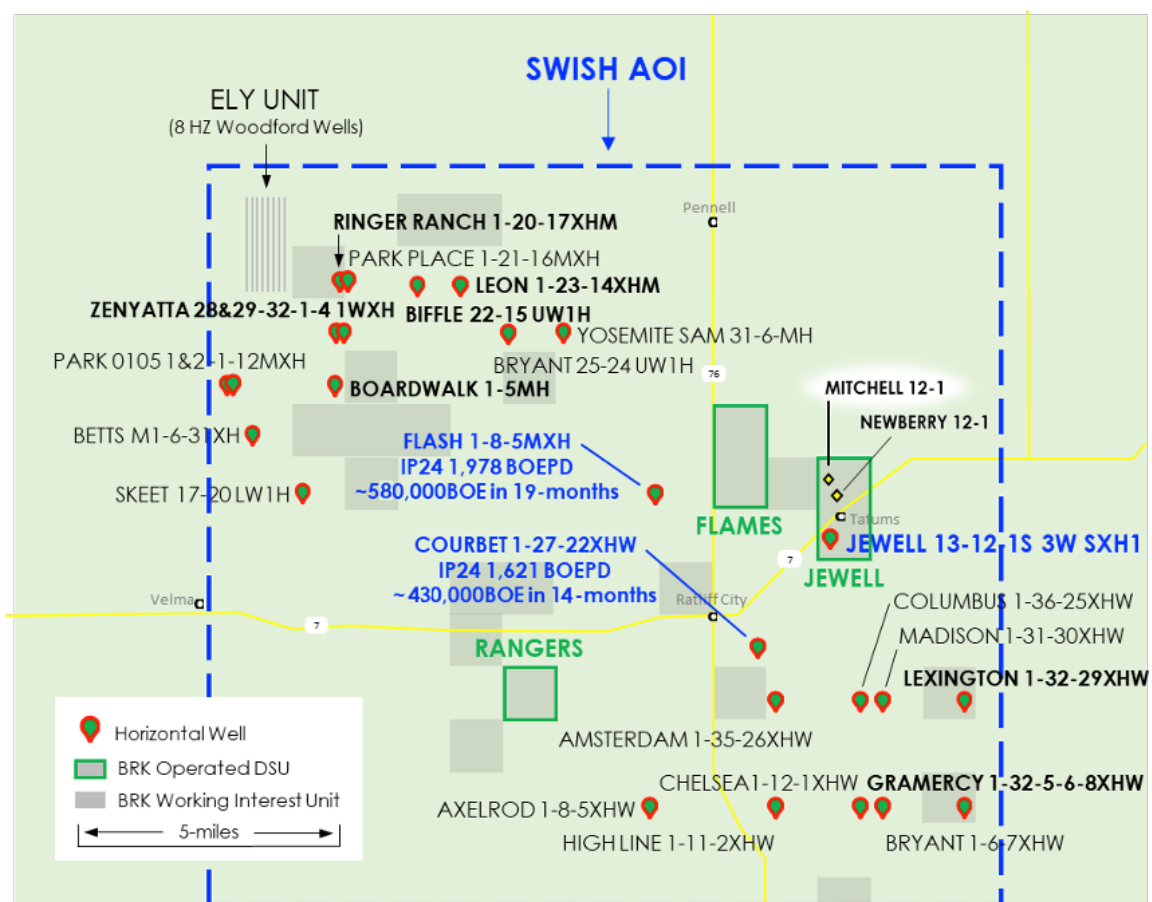 SWISH AOI
ELY UNIT
(8 HZ Woodford Wells)
Pennell
RINGER RANCH 1-20-17XHM
PARK PLACE 1-21-16MXH
LEON 1-23-14XHM
ZENYATTA 28&29-32-1-4 1WXH
BIFFLE 22-15 UW1H
YOSEMITE SAM 31-6-MH
PARK 0105 1&2-1-12MXH
BRYANT 25-24 UW1H
76
BOARDWALK 1-5MH
MITCHELL 12-1
NEWBERRY 12-1
BETTS M1-6-31XH
FLASH 1-8-5MXH
IP24 1,978 BOEPD
~580,000BOE in 19-months
SKEET 17-20 LW1H
FLAMES
Tatums
JEWELL 13-12-1S 3W SXH1
COURBET 1-27-22XHW
IP24 1,621 BOEPD
~430,000BOE in 14-months
7
JEWELL
Velma
Ratliff City
COLUMBUS 1-36-25XHW
7
MADISON 1-31-30XHW
RANGERS
LEXINGTON 1-32-29XHW
Horizontal Well
BRK Operated DSU
BRK Working Interest Unit
5-miles
AMSTERDAM 1-35-26XHW
CHELSEA 1-12-1XHW
GRAMERCY 1-32-5-6-8XHW
AXELROD 1-8-5XHW
HIGH LINE 1-11-2XHW
BRYANT 1-6-7XHW